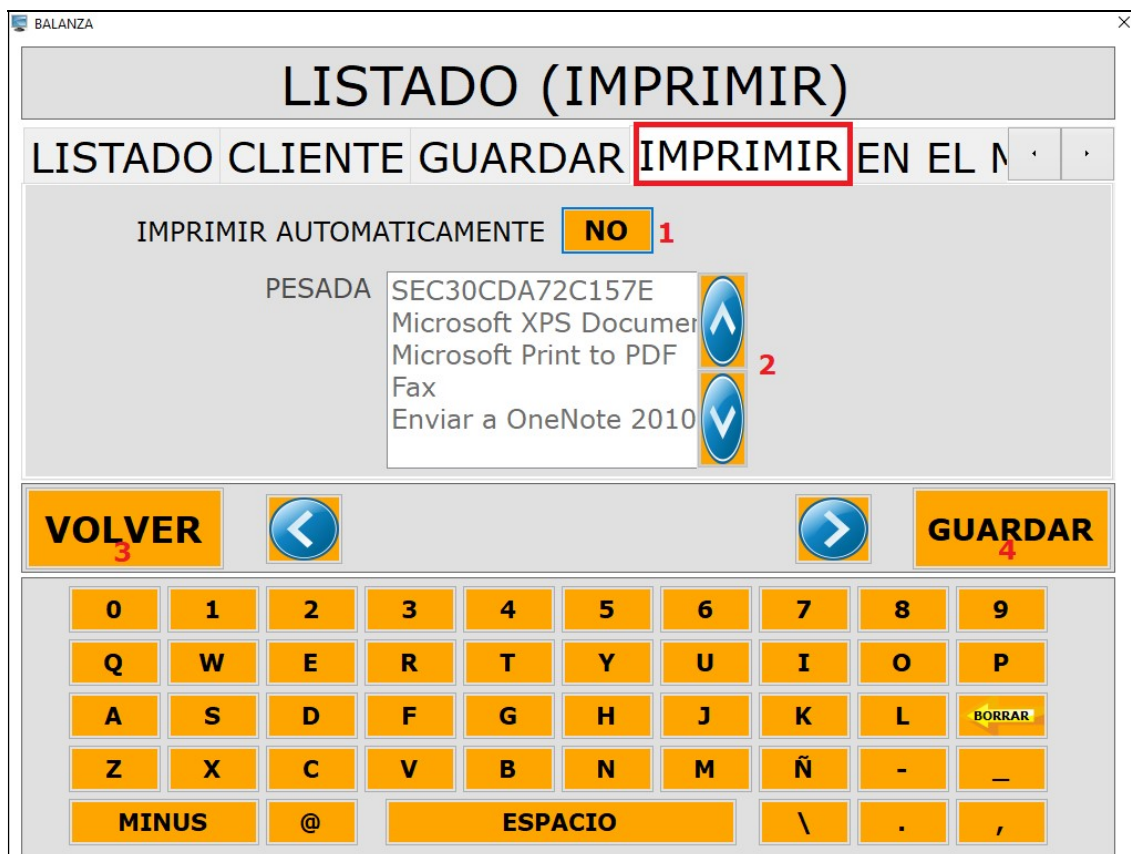 BALANZA
LISTADO (IMPRIMIR)
LISTADO CLIENTE GUARDAR IMPRIMIR EN EL
IMPRIMIR AUTOMATICAMENTE NO 1
PESADA SEC30CDA72C157E
Microsoft XPS Documen
Microsoft Print to PDF
2
Fax
Enviar a OneNote 2010
VOLVER GUARDAR
3 4
0 1 2 3 4 5 6 7 8 9
Q W E R T Y U I O P
A S D F G H J K L BORRAR
Z X C V B N M Ñ - _
MINUS @ ESPACIO \ . ,